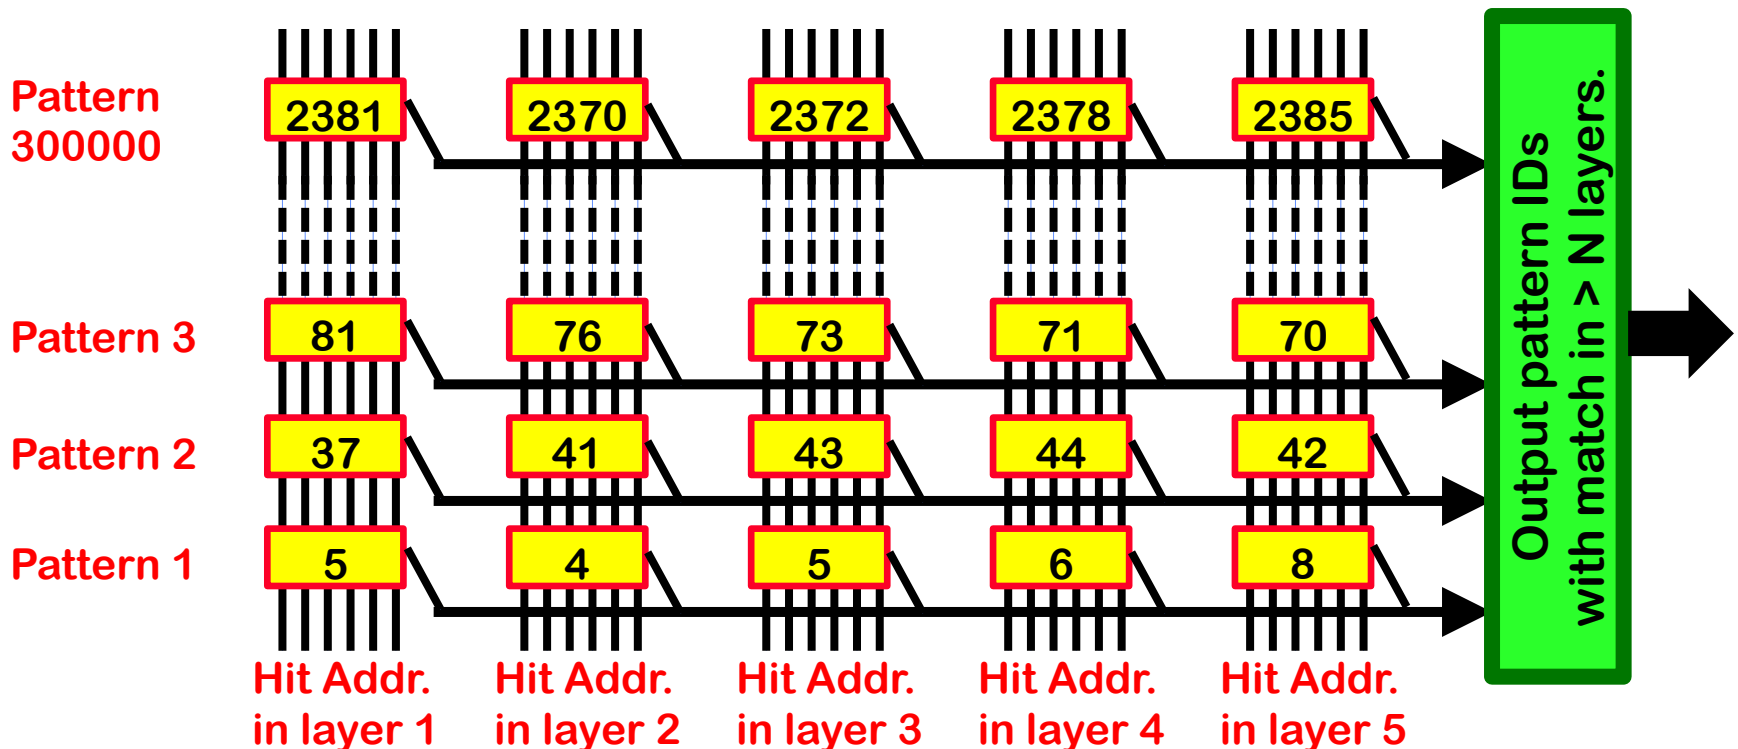 Pattern
300000
2381
2370
2372
2378
2385
Pattern 3
81
76
73
71
70
Pattern 2
37
41
43
44
42
Pattern 1
5
4
5
6
8
Hit Addr.
in layer 1
Hit Addr.
in layer 2
Hit Addr.
in layer 3
Hit Addr.
in layer 4
Hit Addr.
in layer 5
Output pattern IDs
with match in > N layers.